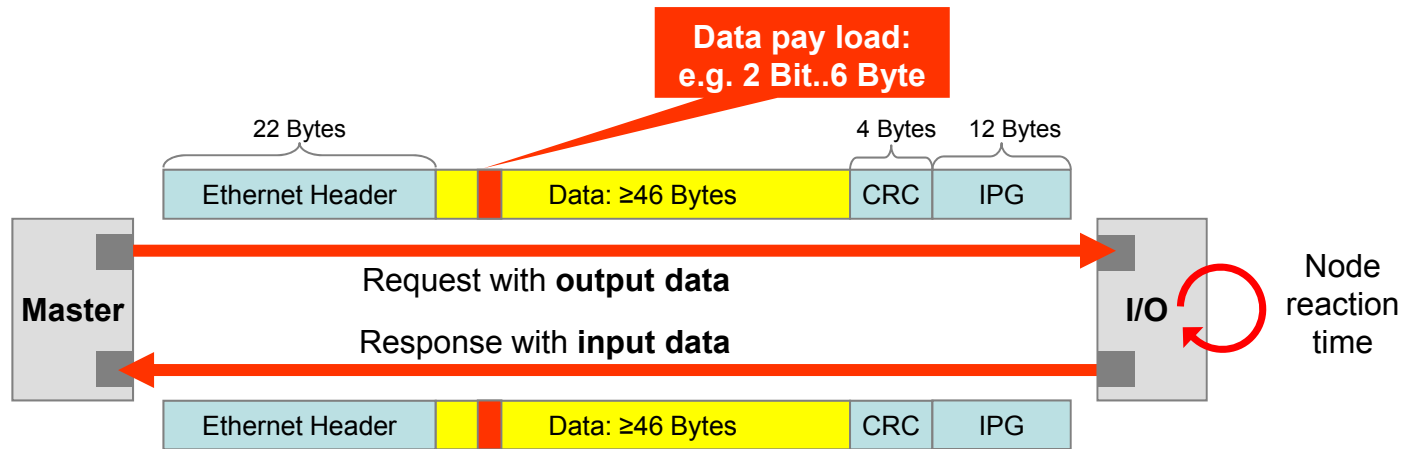 Data pay load:
e.g. 2 Bit..6 Byte
22 Bytes
4 Bytes
12 Bytes
Ethernet Header
Data: ≥46 Bytes
CRC
IPG
Request with output data
Master
I/O
Node
reaction
time
Response with input data
Ethernet Header
Data: ≥46 Bytes
CRC
IPG